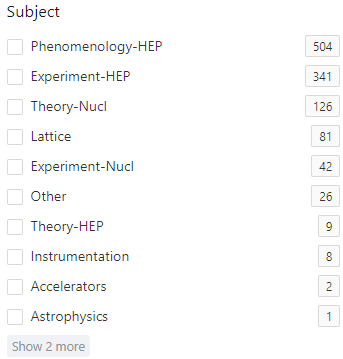 Subject
Phenomenology-HEP 504
Experiment-HEP 341
Theory-Nucl 126
Lattice 81
Experiment-Nucl 42
Other 26
Theory-HEP 9
Instrumentation 8
Accelerators 2
Astrophysics 1
Show 2 more